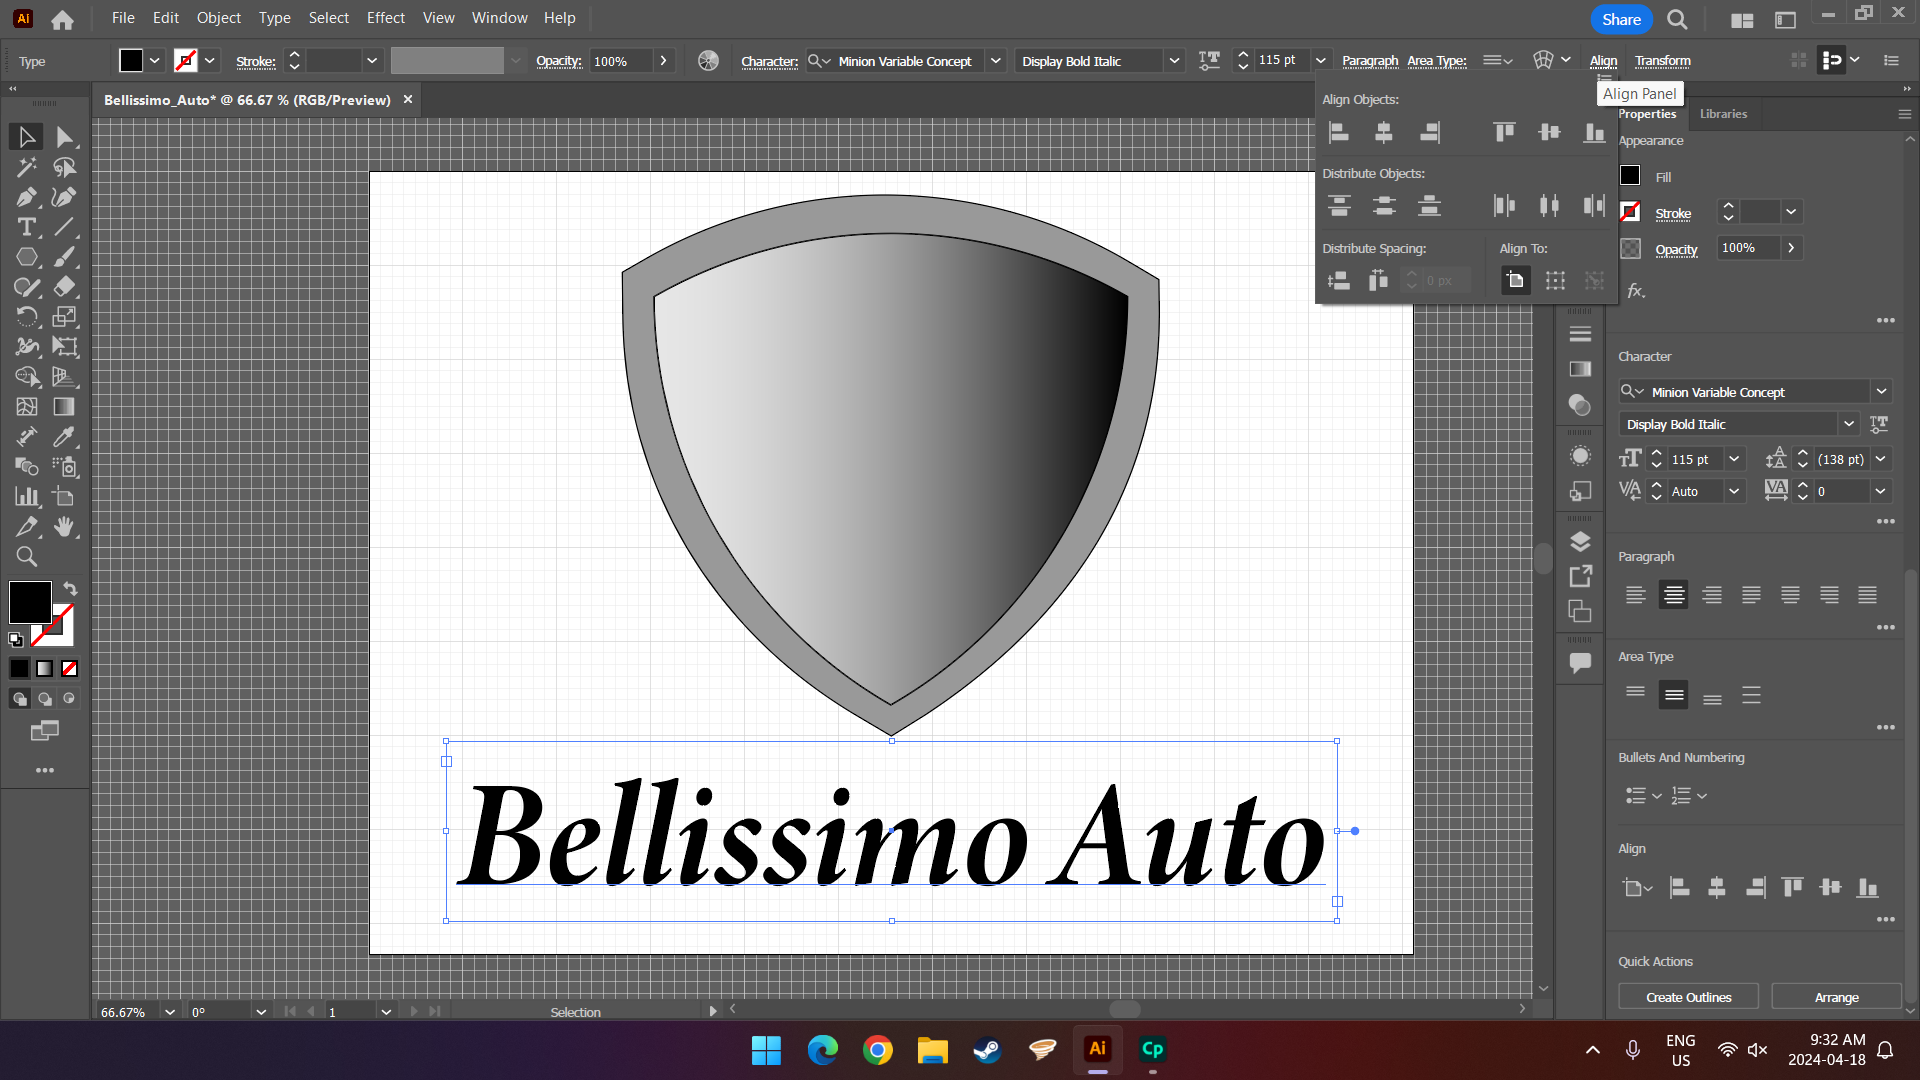 Ai File Edit Object Type Select Effect View Window Help Share
Type Stroke: Opacity: 100% Character: Minion Variable Concept Display Bold Italic 115 pt Paragraph Area Type: Align Transform
Bellissimo_Auto* @ 66.67 % (RGB/Preview)
Align Panel
Align Objects:
Distribute Objects:
Distribute Spacing: Align To:
0 px
Properties Libraries
Appearance
Fill
Stroke
Opacity 100%
fx.
Character
Minion Variable Concept
Display Bold Italic
115 pt (138 pt)
Auto 0
Paragraph
Area Type
Bullets And Numbering
Align
Quick Actions
Create Outlines Arrange
Bellissimo Auto
66.67% 0° 1 Selection
Ai Cp
ENG
US
9:32 AM
2024-04-18